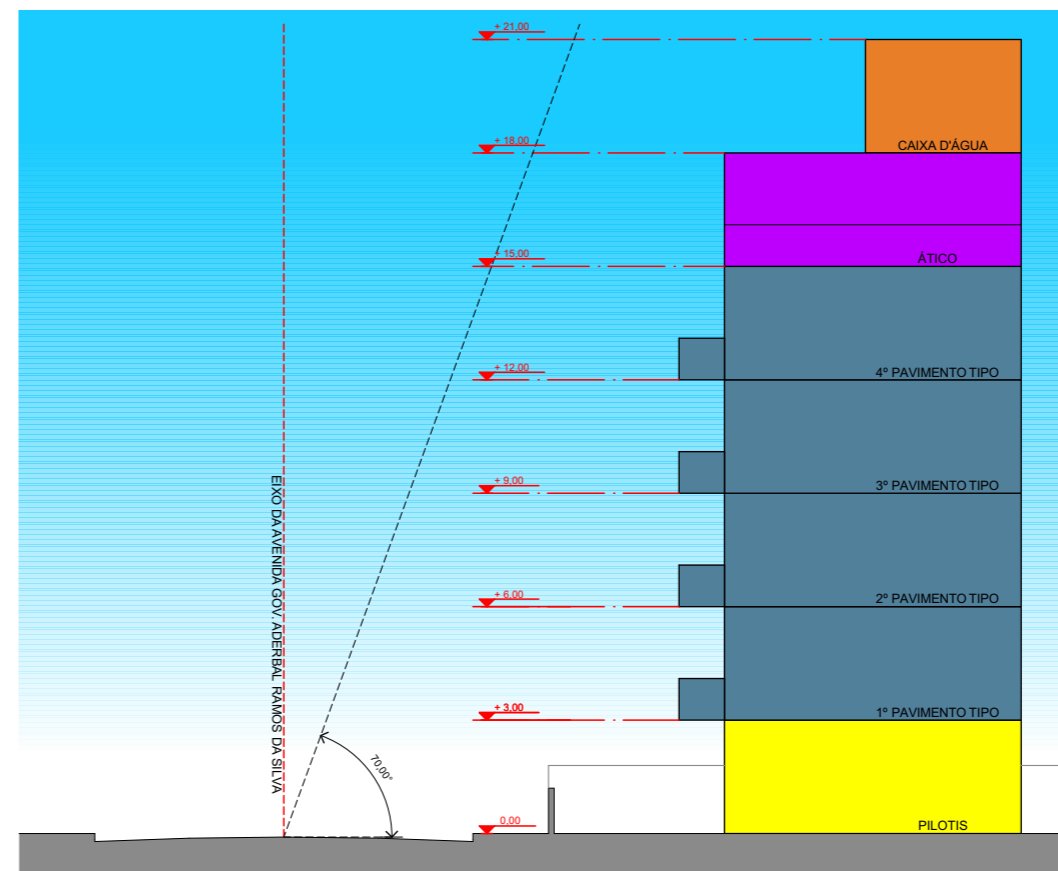 + 21,00
CAIXA D'ÁGUA
+ 18,00
ÁTICO
+ 15,00
4º PAVIMENTO TIPO
+ 12,00
3º PAVIMENTO TIPO
+ 9,00
EIXO DA AVENIDA GOV. ADERBAL RAMOS DA SILVA
2º PAVIMENTO TIPO
+ 6,00
1º PAVIMENTO TIPO
+ 3,00
70,00°
PILOTIS
0,00